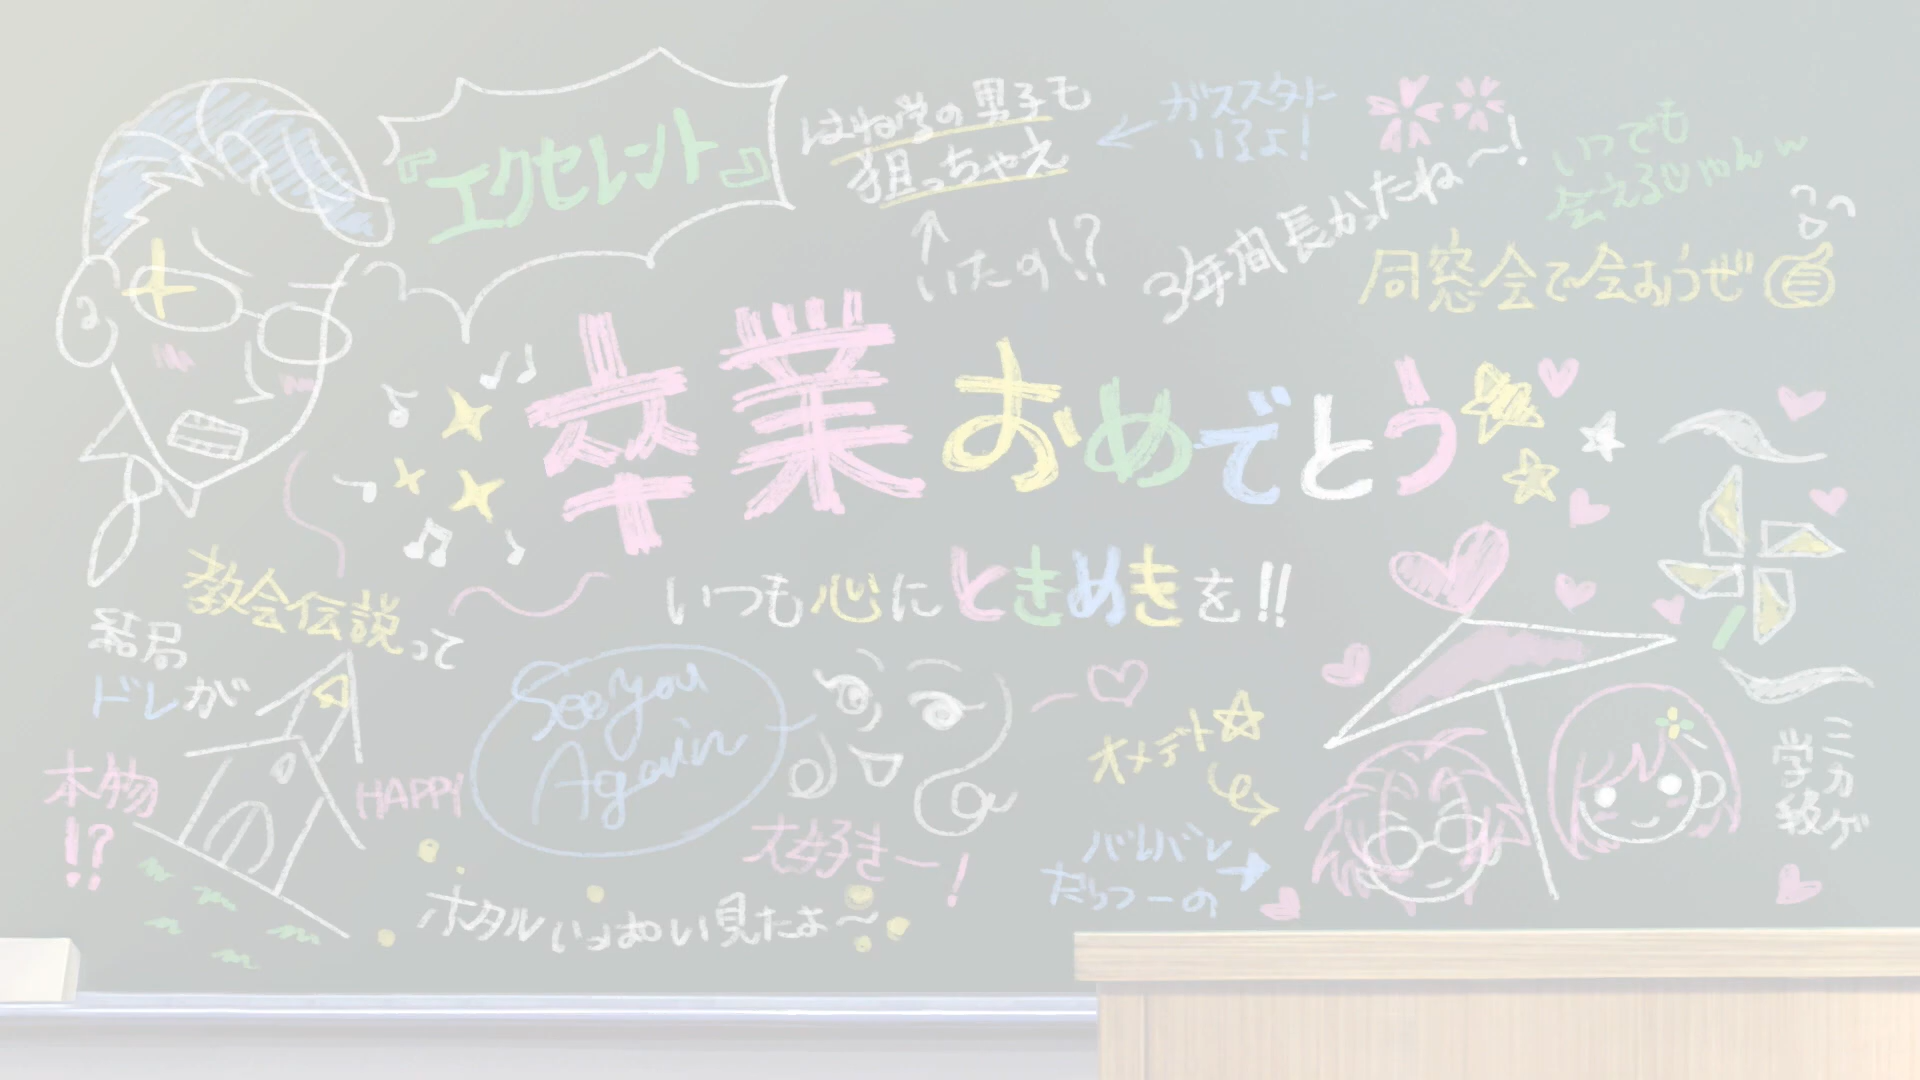 『エクセレント』
はね学の男子も
狙っちゃえ
ガススタに
いるよ!
いたの!?
3年間長かったね〜!
いつでも
会えるじゃんw
同窓会で会おうぜ
卒業おめでとう
いつも心にときめきを!!
教会伝説って
結局
ドレが
本物
!?
HAPPY
See you
Again
大好きー!
ホタルいっぱい見たよ〜
オメデト☆
バレバレ
だっつーの
ミニカ
学級